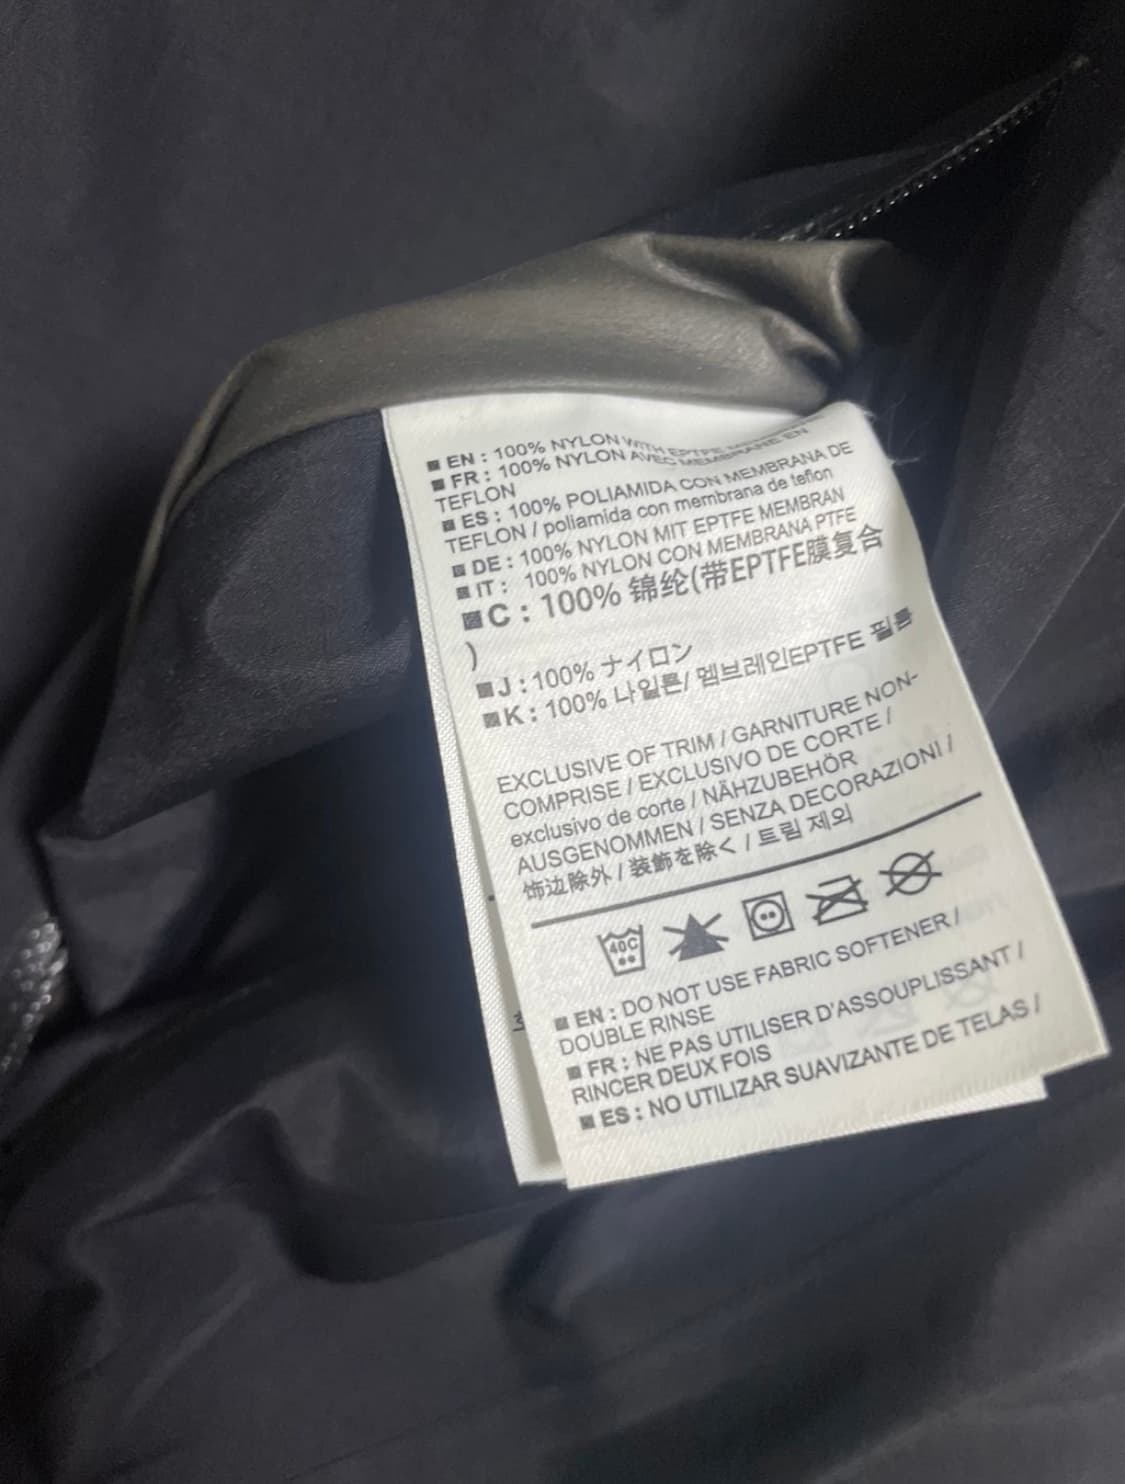 EN : 100% NYLON WITH EPTFE MEMBRANE
FR : 100% NYLON AVEC MEMBRANE EN
TEFLON
ES : 100% POLIAMIDA CON MEMBRANA DE
TEFLON / poliamida con membrana de teflon
DE : 100% NYLON MIT EPTFE MEMBRAN
IT : 100% NYLON CON MEMBRANA PTFE
C : 100% 锦纶(带EPTFE膜复合
)
J : 100% ナイロン
K : 100% 나일론/ 멤브레인EPTFE 필름
EXCLUSIVE OF TRIM / GARNITURE NON-
COMPRISE / EXCLUSIVO DE CORTE /
exclusivo de corte / NÄHZUBEHÖR
AUSGENOMMEN / SENZA DECORAZIONI /
饰边除外 / 装飾を除く / 트림 제외
40C
EN : DO NOT USE FABRIC SOFTENER /
DOUBLE RINSE
FR : NE PAS UTILISER D'ASSOUPLISSANT /
RINCER DEUX FOIS
ES : NO UTILIZAR SUAVIZANTE DE TELAS /